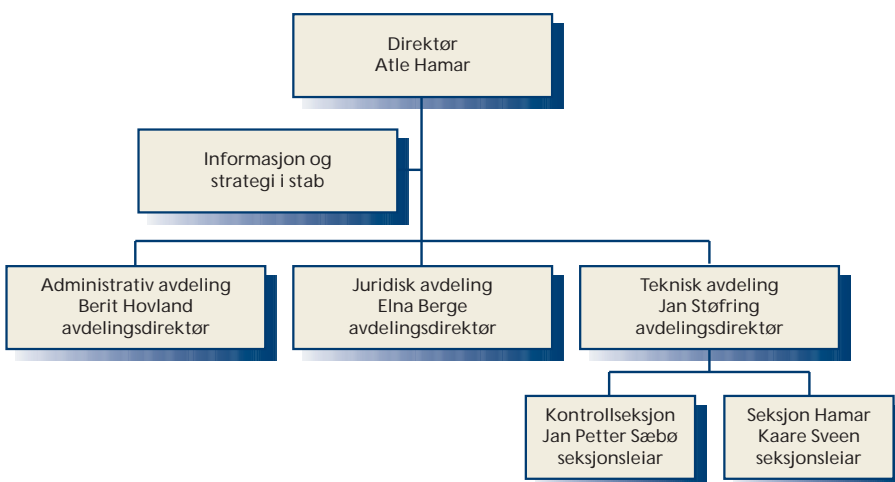 Direktør
Atle Hamar
Informasjon og
strategi i stab
Administrativ avdeling
Berit Hovland
avdelingsdirektør
Juridisk avdeling
Elna Berge
avdelingsdirektør
Teknisk avdeling
Jan Støfring
avdelingsdirektør
Kontrollseksjon
Jan Petter Sæbø
seksjonsleiar
Seksjon Hamar
Kaare Sveen
seksjonsleiar